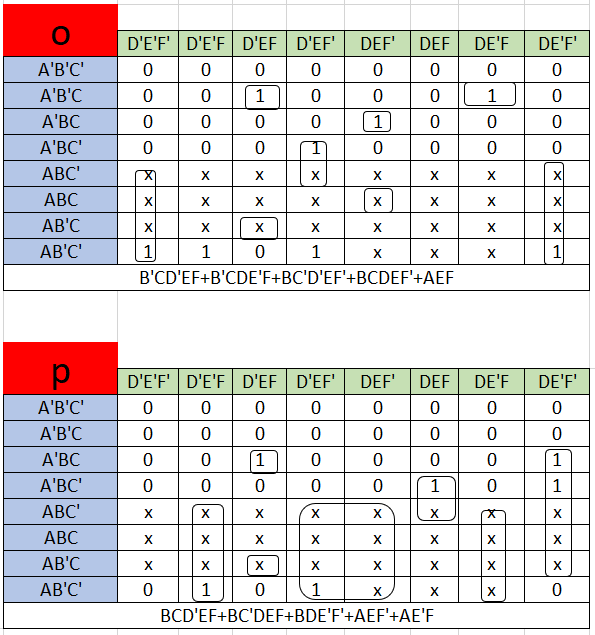 o D'E'F' D'E'F D'EF D'EF' DEF' DEF DE'F DE'F'
A'B'C' 0 0 0 0 0 0 0 0
A'B'C 0 0 1 0 0 0 1 0
A'BC 0 0 0 0 1 0 0 0
A'BC' 0 0 0 1 0 0 0 0
ABC' x x x x x x x x
ABC x x x x x x x x
AB'C x x x x x x x x
AB'C' 1 1 0 1 x x x 1
B'CD'EF+B'CDE'F+BC'D'EF'+BCDEF'+AEF
p D'E'F' D'E'F D'EF D'EF' DEF' DEF DE'F DE'F'
A'B'C' 0 0 0 0 0 0 0 0
A'B'C 0 0 0 0 0 0 0 0
A'BC 0 0 1 0 0 0 0 1
A'BC' 0 0 0 0 0 1 0 1
ABC' x x x x x x x x
ABC x x x x x x x x
AB'C x x x x x x x x
AB'C' 0 1 0 1 x x x 0
BCD'EF+BC'DEF+BDE'F'+AEF'+AE'F